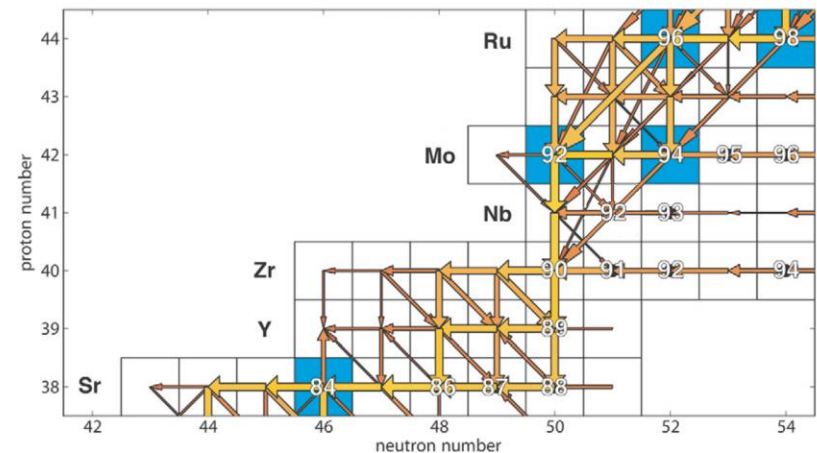 44 Ru 96 98
43
42 Mo 92 94 95 96
41 Nb 92 93
40 Zr 90 91 92 94
39 Y 89
38 Sr 84 86 87 88
proton number
42 44 46 48 50 52 54
neutron number